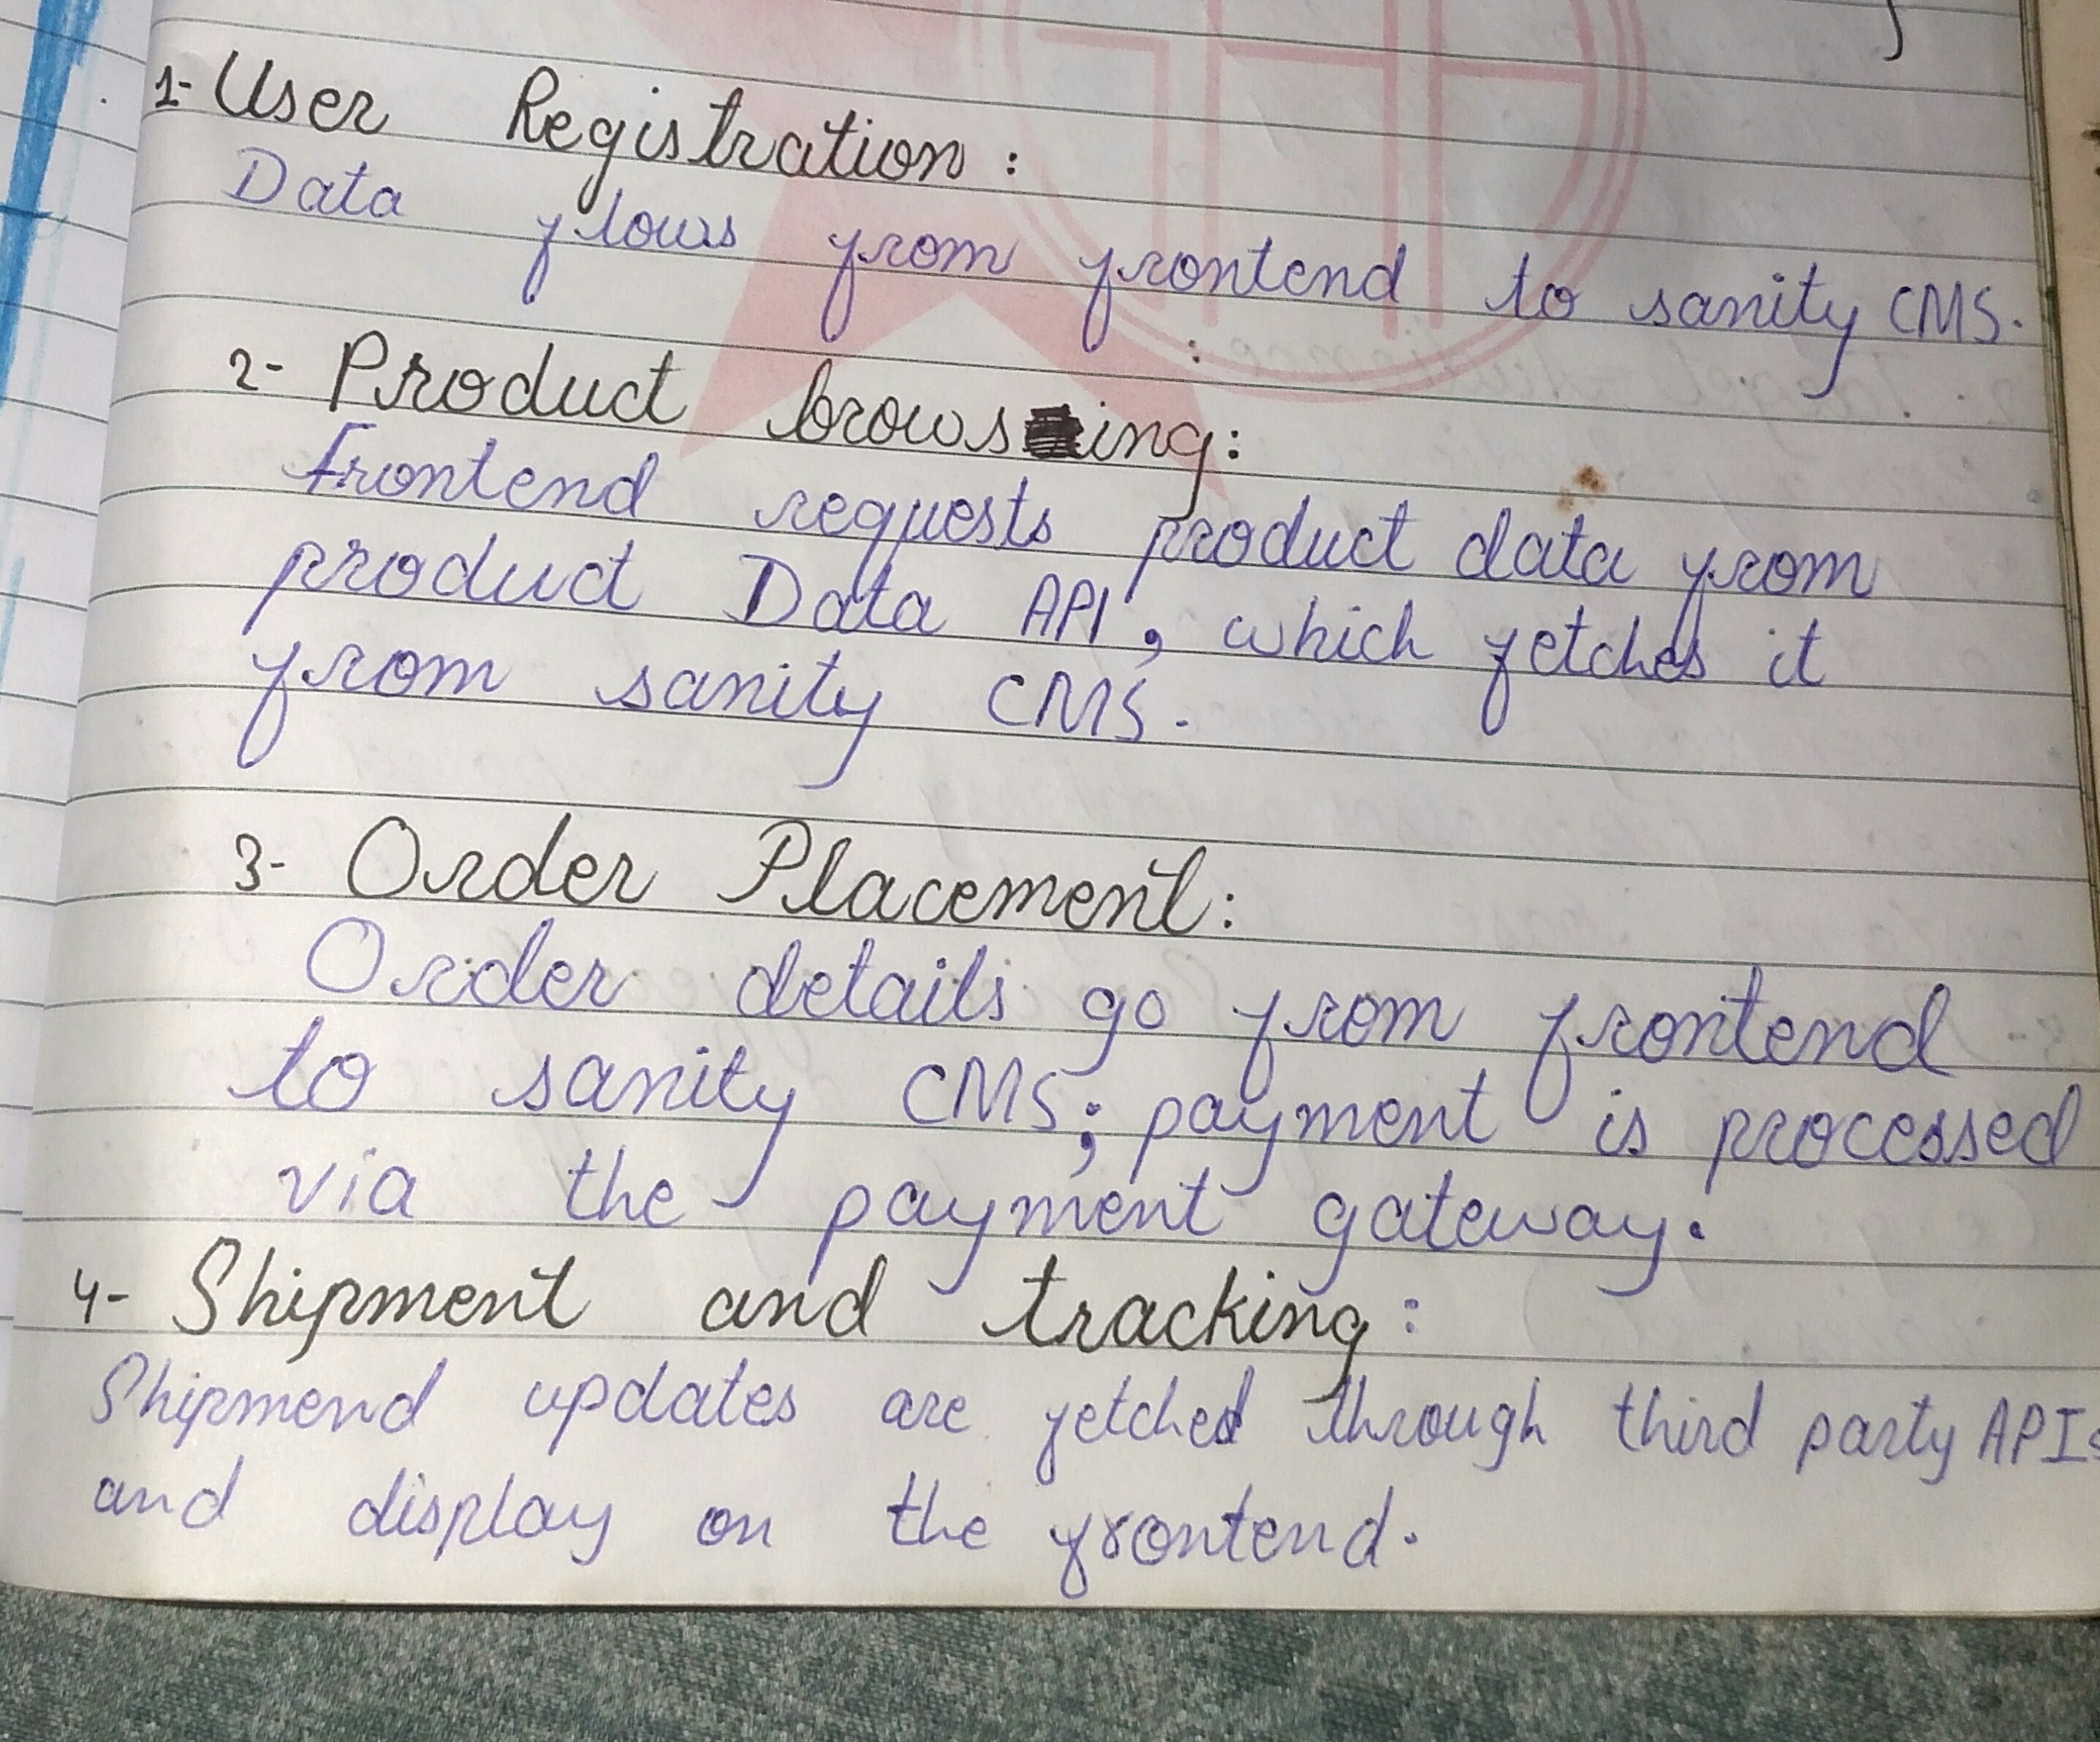 1- User Registration :
Data flows from frontend to sanity CMS.
2- Product browsing:
Frontend requests product data from
product Data API, which fetches it
from sanity CMS.
3- Order Placement:
Order details go from frontend
to sanity CMS; payment is processed
via the payment gateway.
4- Shipment and tracking:
Shipmend updates are fetched through third party APIs
and display on the frontend.